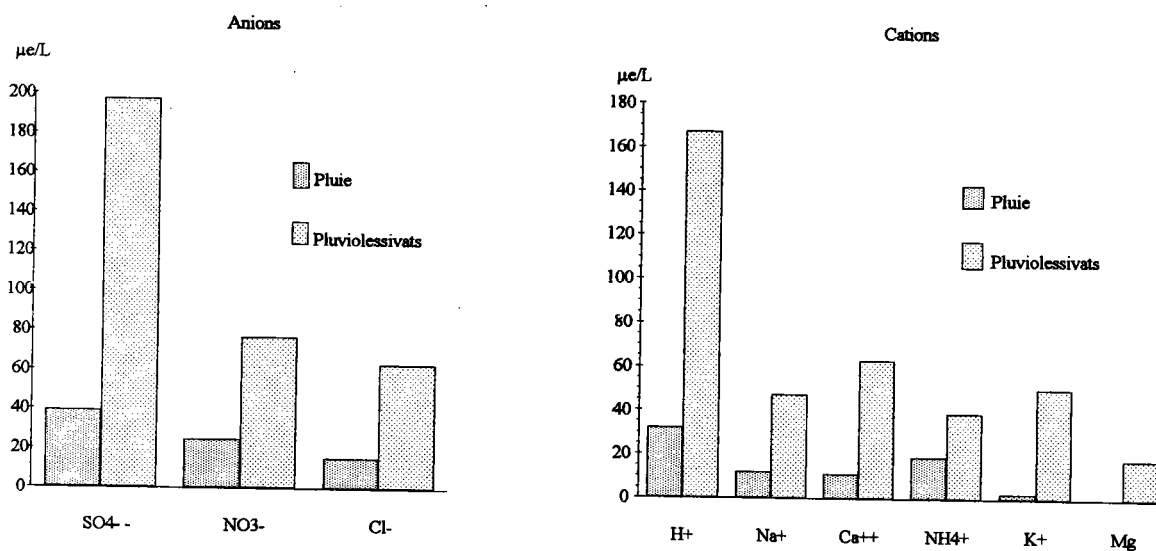 Anions
µe/L
200
180
160
140
120
100
80
60
40
20
0
Pluie
Pluviolessivats
SO4- -
NO3-
Cl-
Cations
µe/L
180
160
140
120
100
80
60
40
20
0
Pluie
Pluviolessivats
H+
Na+
Ca++
NH4+
K+
Mg